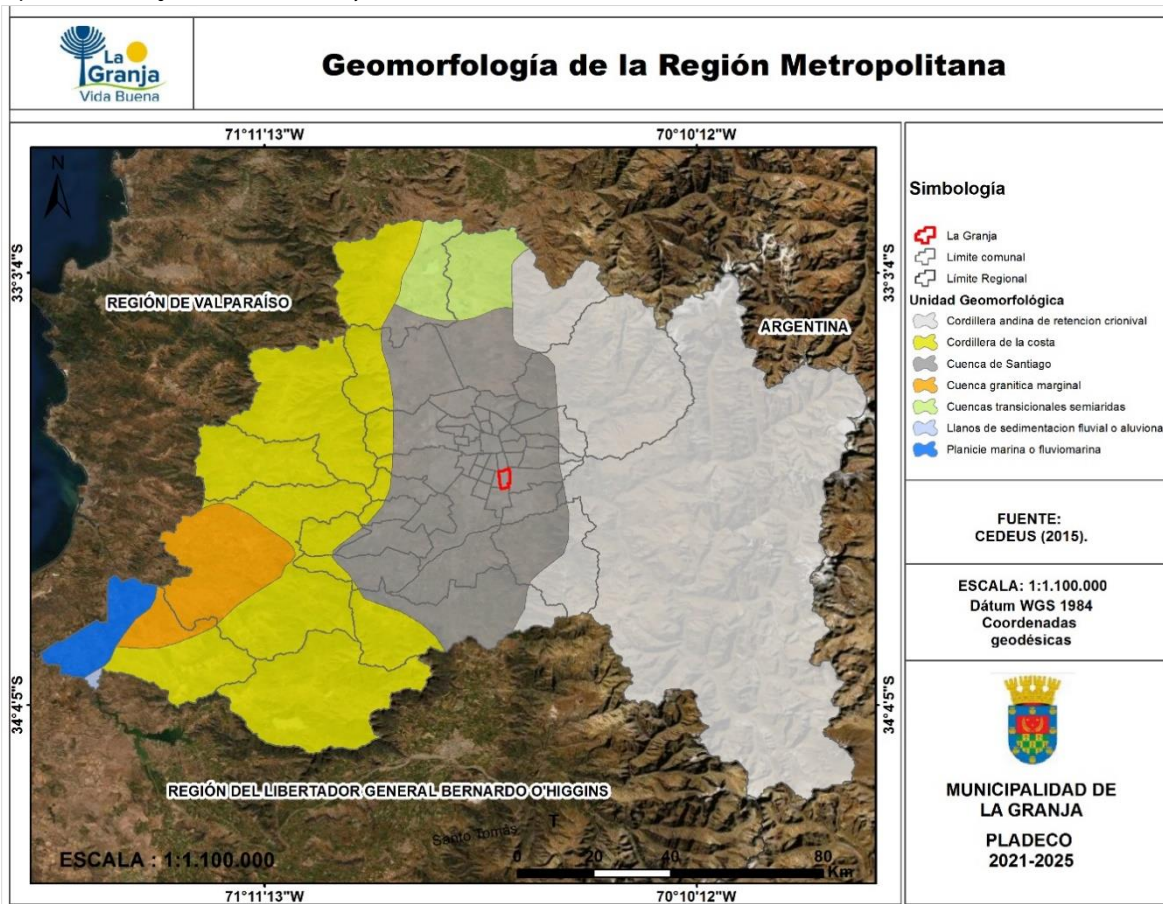 La
Granja
Vida Buena
Geomorfología de la Región Metropolitana
71°11'13"W
70°10'12"W
N
33°3'4"S
33°3'4"S
REGIÓN DE VALPARAÍSO
ARGENTINA
34°4'5"S
34°4'5"S
REGIÓN DEL LIBERTADOR GENERAL BERNARDO O'HIGGINS
Santo Tomás
T
ESCALA : 1:1.100.000
0 20 40 80
Km
71°11'13"W
70°10'12"W
Simbología
La Granja
Límite comunal
Límite Regional
Unidad Geomorfológica
Cordillera andina de retencion crionival
Cordillera de la costa
Cuenca de Santiago
Cuenca granitica marginal
Cuencas transicionales semiaridas
Llanos de sedimentacion fluvial o aluviona
Planicie marina o fluviomarina
FUENTE:
CEDEUS (2015).
ESCALA: 1:1.100.000
Dátum WGS 1984
Coordenadas
geodésicas
MUNICIPALIDAD DE
LA GRANJA
PLADECO
2021-2025